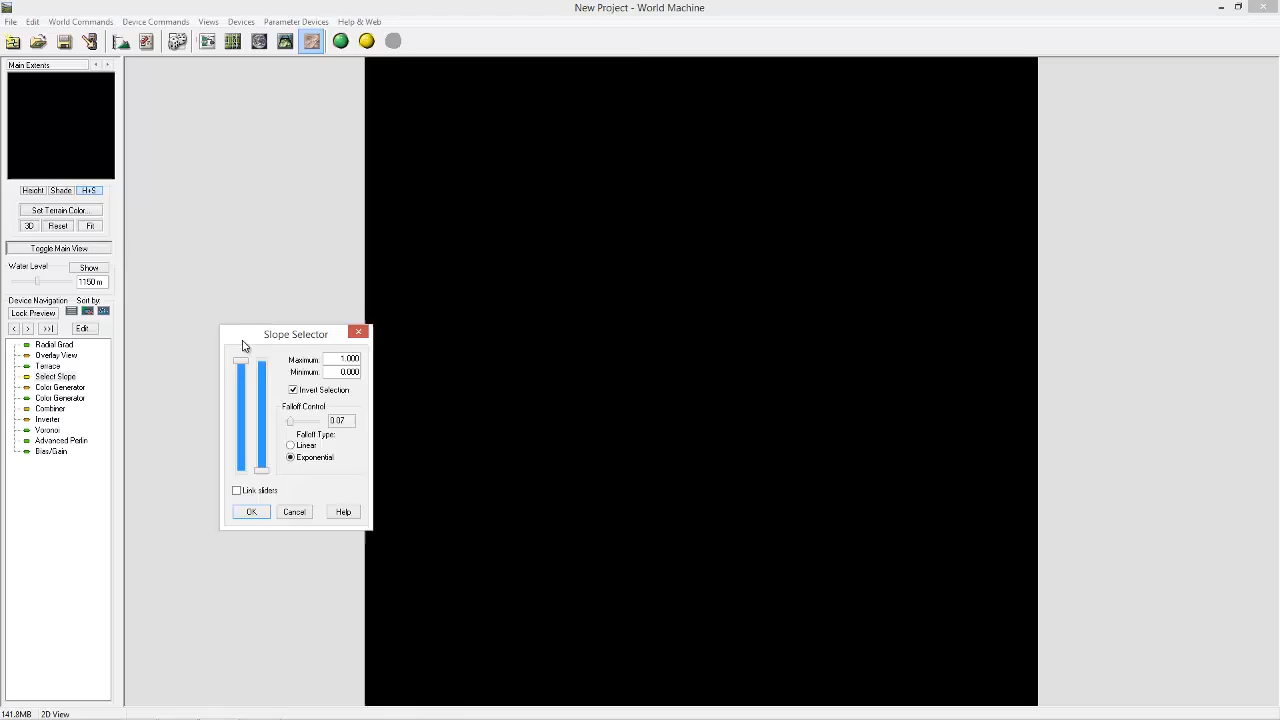 New Project - World Machine
File Edit World Commands Device Commands Views Devices Parameter Devices Help & Web
Main Extents
Height Shade H+S
Set Terrain Color...
3D Reset Fit
Toggle Main View
Water Level Show
1150 m
Device Navigation Sort by:
Lock Preview
< > >>| Edit...
Radial Grad
Overlay View
Terrace
Select Slope
Color Generator
Color Generator
Combiner
Inverter
Voronoi
Advanced Perlin
Bias/Gain
Slope Selector
Maximum: 1.000
Minimum: 0.000
Invert Selection
Falloff Control
0.07
Falloff Type:
Linear
Exponential
Link sliders
OK Cancel Help
141.8MB 2D View